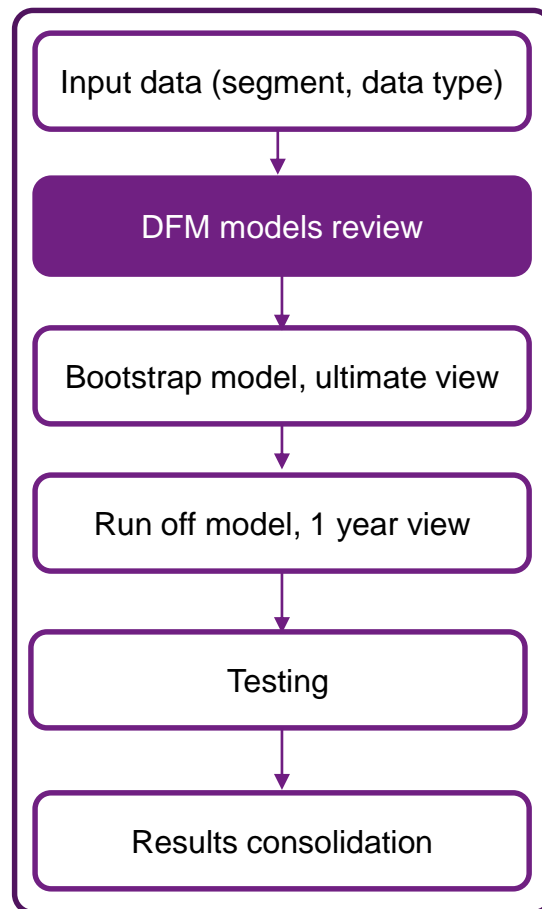 Input data (segment, data type)
DFM models review
Bootstrap model, ultimate view
Run off model, 1 year view
Testing
Results consolidation